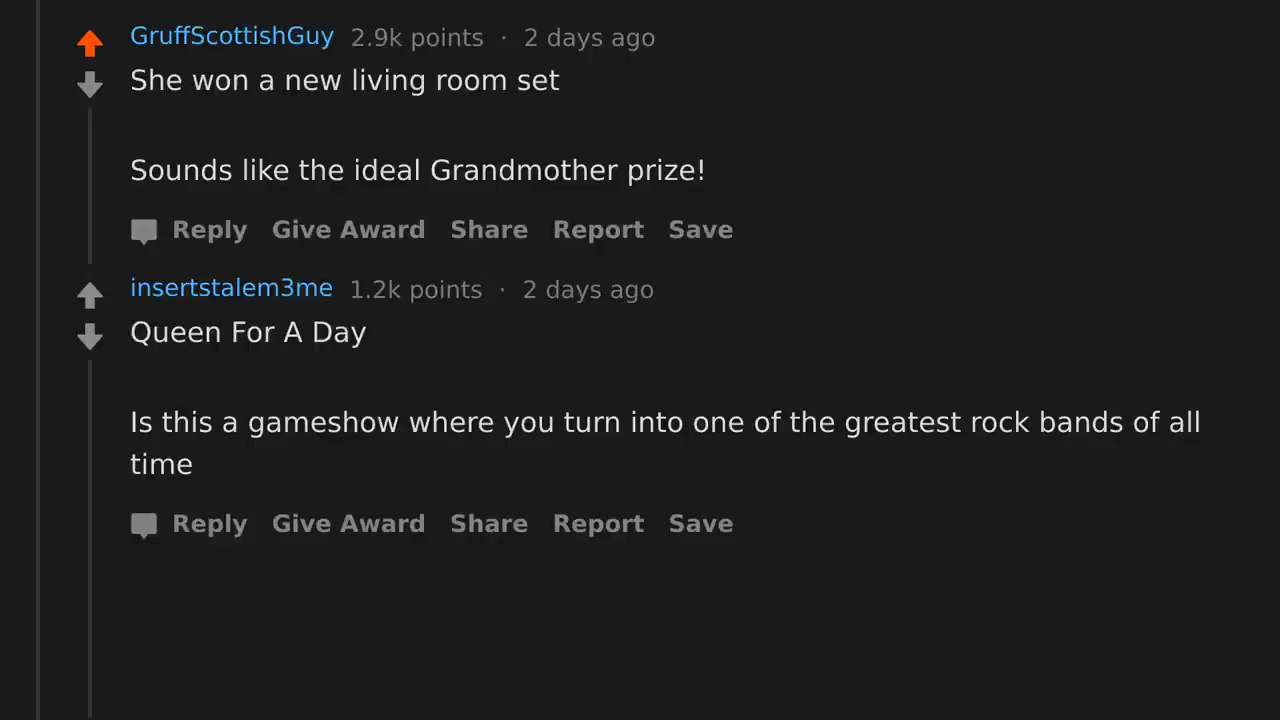 GruffScottishGuy 2.9k points · 2 days ago
She won a new living room set
Sounds like the ideal Grandmother prize!
Reply Give Award Share Report Save
insertstalem3me 1.2k points · 2 days ago
Queen For A Day
Is this a gameshow where you turn into one of the greatest rock bands of all
time
Reply Give Award Share Report Save